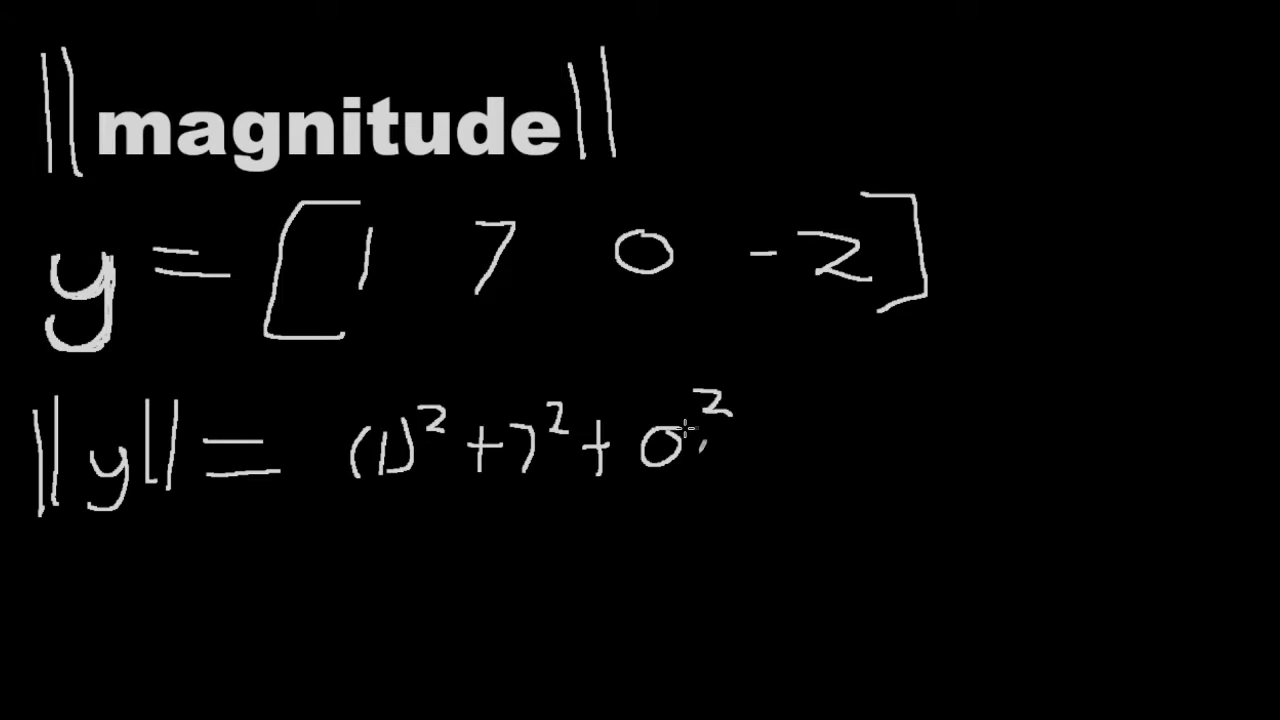 ||magnitude||
y = [1 7 0 -2]
||y|| = (1)² + 7² + 0²